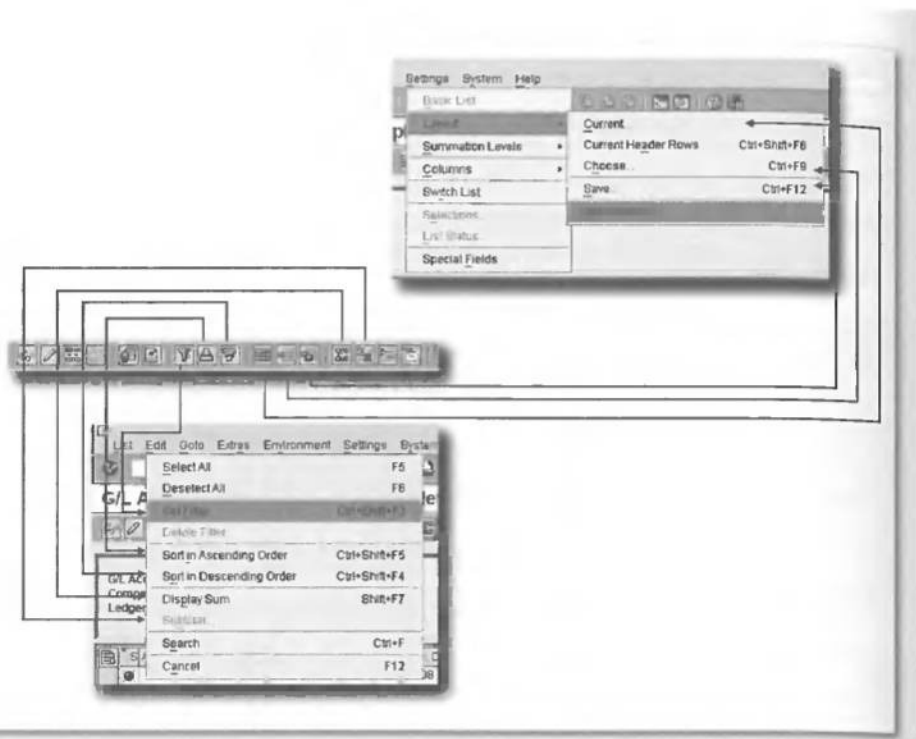 Settings System Help
Basic List
Layout
Current...
Summation Levels
Current Header Rows Ctrl+Shift+F8
Columns
Choose... Ctrl+F9
Switch List
Save... Ctrl+F12
Selections...
List Status...
Special Fields
List Edit Goto Extras Environment Settings System
Select All F5
Deselect All F6
G/L A
Set Filter Ctrl+Shift+F3
Delete Filter
Sort in Ascending Order Ctrl+Shift+F5
G/L Acc
Sort in Descending Order Ctrl+Shift+F4
Compa
Display Sum Shift+F7
Ledger
Subtotal...
Search Ctrl+F
Cancel F12